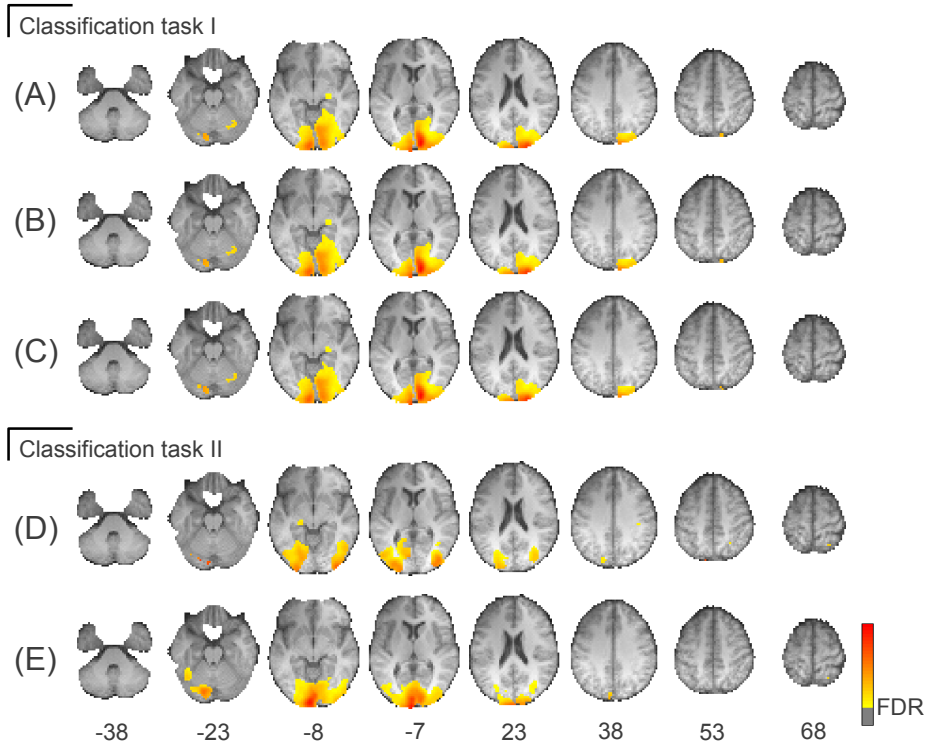 Classification task I
(A)
(B)
(C)
Classification task II
(D)
(E)
FDR
-38 -23 -8 -7 23 38 53 68